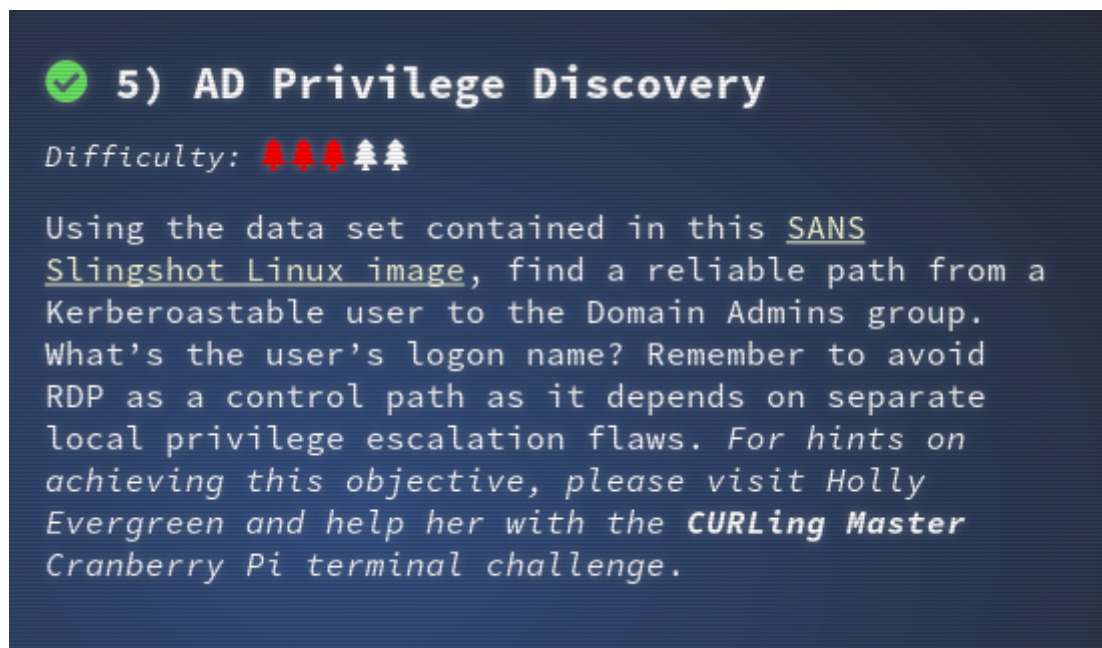 5) AD Privilege Discovery
Difficulty:
Using the data set contained in this SANS
Slingshot Linux image, find a reliable path from a
Kerberoastable user to the Domain Admins group.
What’s the user’s logon name? Remember to avoid
RDP as a control path as it depends on separate
local privilege escalation flaws. For hints on
achieving this objective, please visit Holly
Evergreen and help her with the CURLing Master
Cranberry Pi terminal challenge.